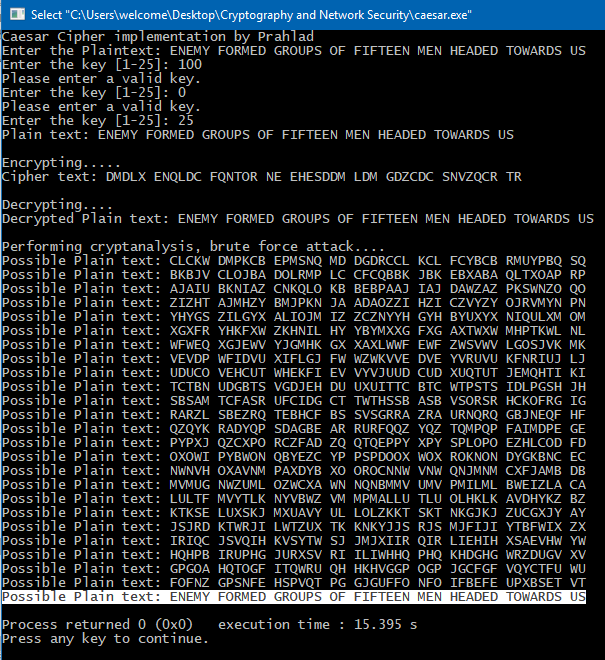 Select "C:\Users\welcome\Desktop\Cryptography and Network Security\caesar.exe"
Caesar Cipher implementation by Prahlad
Enter the Plaintext: ENEMY FORMED GROUPS OF FIFTEEN MEN HEADED TOWARDS US
Enter the key [1-25]: 100
Please enter a valid key.
Enter the key [1-25]: 0
Please enter a valid key.
Enter the key [1-25]: 25
Plain text: ENEMY FORMED GROUPS OF FIFTEEN MEN HEADED TOWARDS US
Encrypting.....
Cipher text: DMDLX ENQLDC FQNTOR NE EHESDDM LDM GDZCDC SNVZQCR TR
Decrypting....
Decrypted Plain text: ENEMY FORMED GROUPS OF FIFTEEN MEN HEADED TOWARDS US
Performing cryptanalysis, brute force attack....
Possible Plain text: CLCKW DMPKCB EPMSNQ MD DGDRCCL KCL FCYBCB RMUYPBQ SQ
Possible Plain text: BKBJV CLOJBA DOLRMP LC CFCQBBK JBK EBXABA QLTXOAP RP
Possible Plain text: AJAIU BKNIAZ CNKQLO KB BEBPAAJ IAJ DAWZAZ PKSWNZO QO
Possible Plain text: ZIZHT AJMHZY BMJPKN JA ADAOZZI HZI CZVYZY OJRVMYN PN
Possible Plain text: YHYGS ZILGYX ALIOJM IZ ZCZNYYH GYH BYUXYX NIQULXM OM
Possible Plain text: XGXFR YHKFXW ZKHNIL HY YBYMXXG FXG AXTWXW MHPTKWL NL
Possible Plain text: WFWEQ XGJEWV YJGMHK GX XAXLWWF EWF ZWSVWV LGOSJVK MK
Possible Plain text: VEVDP WFIDVU XIFLGJ FW WZWKVVE DVE YVRUVU KFNRIUJ LJ
Possible Plain text: UDUCO VEHCUT WHEKFI EV VYVJUUD CUD XUQTUT JEMQHTI KI
Possible Plain text: TCTBN UDGBTS VGDJEH DU UXUITTC BTC WTPSTS IDLPGSH JH
Possible Plain text: SBSAM TCFASR UFCIDG CT TWTHSSB ASB VSORSR HCKOFRG IG
Possible Plain text: RARZL SBEZRQ TEBHCF BS SVSGRRA ZRA URNQRQ GBJNEQF HF
Possible Plain text: QZQYK RADYQP SDAGBE AR RURFQQZ YQZ TQMPQP FAIMDPE GE
Possible Plain text: PYPXJ QZCXPO RCZFAD ZQ QTQEPPY XPY SPLOPO EZHLCOD FD
Possible Plain text: OXOWI PYBWON QBYEZC YP PSPDOOX WOX ROKNON DYGKBNC EC
Possible Plain text: NWNVH OXAVNM PAXDYB XO OROCNNW VNW QNJMNM CXFJAMB DB
Possible Plain text: MVMUG NWZUML OZWCXA WN NQNBMMV UMV PMILML BWEIZLA CA
Possible Plain text: LULTF MVYTLK NYVBWZ VM MPMALLU TLU OLHKLK AVDHYKZ BZ
Possible Plain text: KTKSE LUXSKJ MXUAVY UL LOLZKKT SKT NKGJKJ ZUCGXJY AY
Possible Plain text: JSJRD KTWRJI LWTZUX TK KNKYJJS RJS MJFIJI YTBFWIX ZX
Possible Plain text: IRIQC JSVQIH KVSYTW SJ JMJXIIR QIR LIEHIH XSAEVHW YW
Possible Plain text: HQHPB IRUPHG JURXSV RI ILIWHHQ PHQ KHDGHG WRZDUGV XV
Possible Plain text: GPGOA HQTOGF ITQWRU QH HKHVGGP OGP JGCFGF VQYCTFU WU
Possible Plain text: FOFNZ GPSNFE HSPVQT PG GJGUFFO NFO IFBEFE UPXBSET VT
Possible Plain text: ENEMY FORMED GROUPS OF FIFTEEN MEN HEADED TOWARDS US
Process returned 0 (0x0)   execution time : 15.395 s
Press any key to continue.